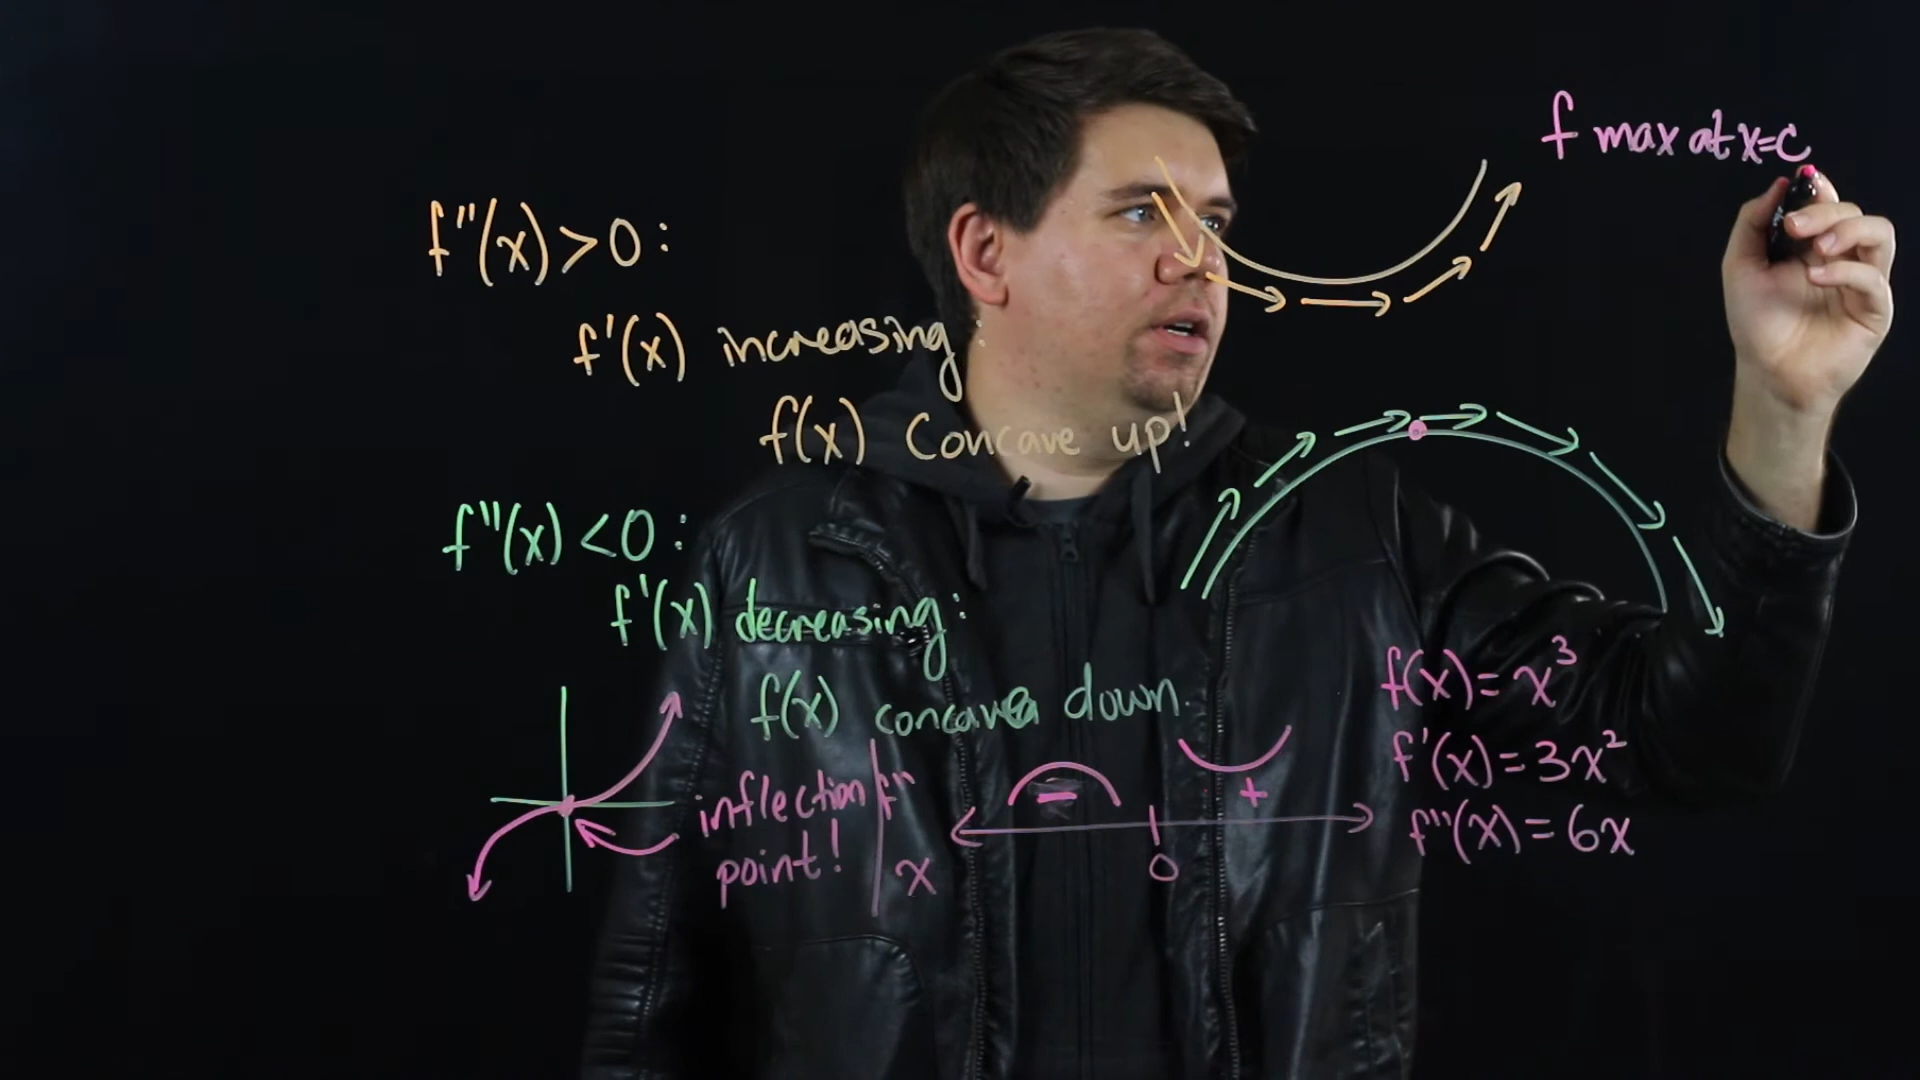 f max at x=c
f''(x)>0:
f'(x) increasing:
f(x) Concave up!
f''(x)<0:
f'(x) decreasing:
f(x) concave down.
f(x)=x³
f'(x)=3x²
f''(x)=6x
inflection
point!
f''
x
−
+
0